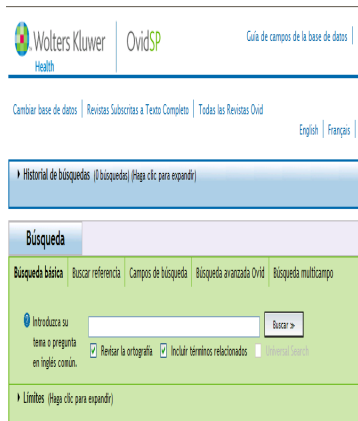 Wolters Kluwer OvidSP Guía de campos de la base de datos |
Health
Cambiar base de datos | Revistas Subscritas a Texto Completo | Todas las Revistas Ovid
English | Français |
Historial de búsquedas (0 búsquedas) (Haga clic para expandir)
Búsqueda
Búsqueda básica Buscar referencia Campos de búsqueda Búsqueda avanzada Ovid Búsqueda multicampo
Introduzca su
tema o pregunta
en inglés común.
Buscar >
Revisar la ortografía Incluir términos relacionados Universal Search
Límites (Haga clic para expandir)